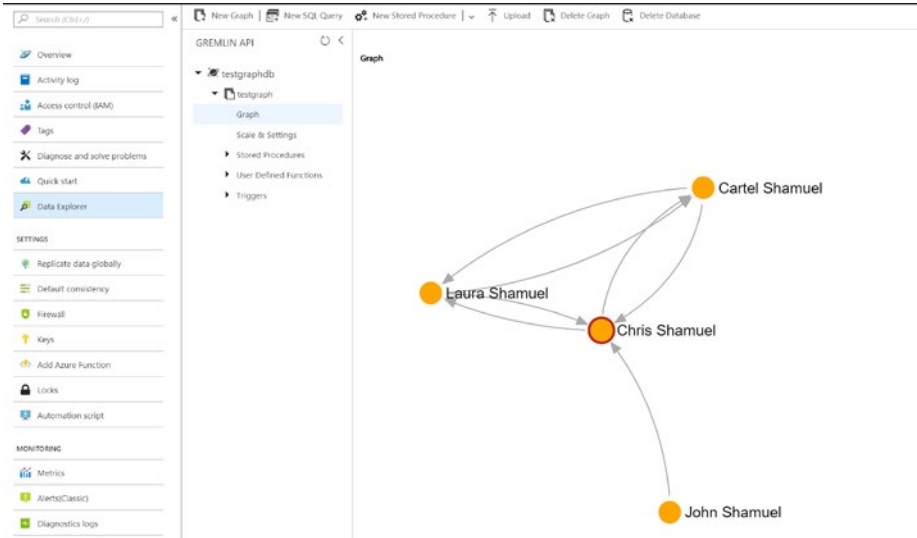 Search (Ctrl+/)
«
New Graph
New SQL Query
New Stored Procedure
Upload
Delete Graph
Delete Database
Overview
Activity log
Access control (IAM)
Tags
Diagnose and solve problems
Quick start
Data Explorer
SETTINGS
Replicate data globally
Default consistency
Firewall
Keys
Add Azure Function
Locks
Automation script
MONITORING
Metrics
Alerts(Classic)
Diagnostics logs
GREMLIN API
testgraphdb
testgraph
Graph
Scale & Settings
Stored Procedures
User Defined Functions
Triggers
Graph
Cartel Shamuel
Laura Shamuel
Chris Shamuel
John Shamuel